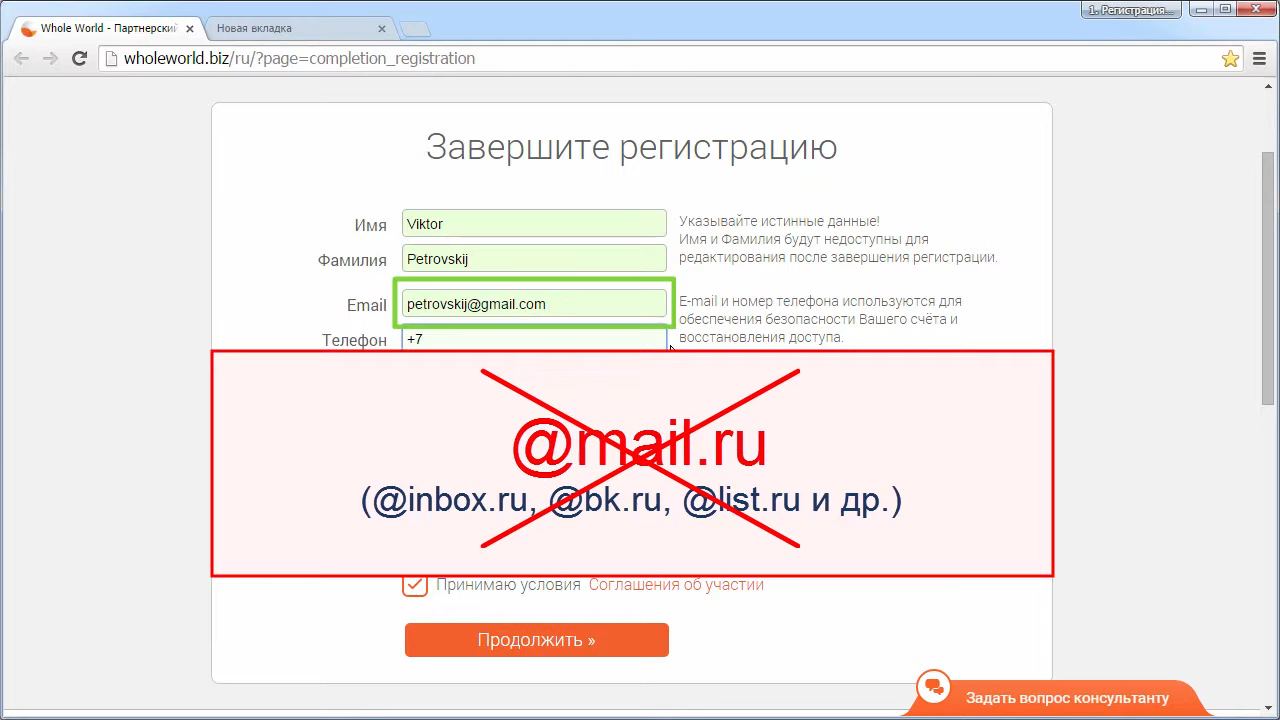 1. Регистрация...
Whole World - Партнерский
Новая вкладка
wholeworld.biz/ru/?page=completion_registration
Завершите регистрацию
Имя
Viktor
Указывайте истинные данные!
Имя и Фамилия будут недоступны для
Фамилия
Petrovskij
редактирования после завершения регистрации.
Email
petrovskij@gmail.com
E-mail и номер телефона используются для
обеспечения безопасности Вашего счёта и
Телефон
+7
восстановления доступа.
@mail.ru
(@inbox.ru, @bk.ru, @list.ru и др.)
Принимаю условия Соглашения об участии
Продолжить »
Задать вопрос консультанту